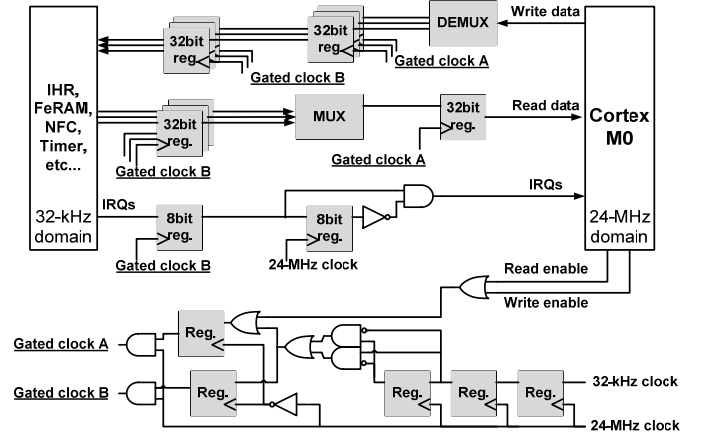 Write data
DEMUX
32bit
reg.
32bit
reg.
Gated clock A
Gated clock B
IHR,
FeRAM,
NFC,
Timer,
etc...
32bit
reg.
MUX
32bit
reg.
Read data
Cortex
M0
Gated clock A
Gated clock B
IRQs
IRQs
8bit
reg.
8bit
reg.
32-kHz
domain
24-MHz
domain
Gated clock B
24-MHz clock
Read enable
Write enable
Reg.
Gated clock A
Gated clock B
Reg.
Reg.
Reg.
Reg.
32-kHz clock
24-MHz clock